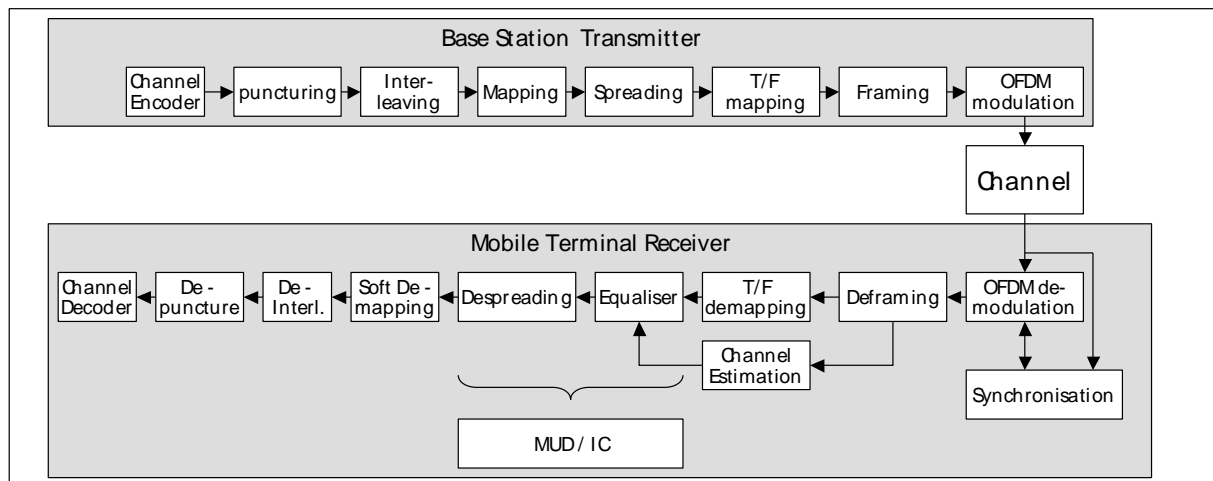 Base Station Transmitter
Channel
Encoder
puncturing
Inter-
leaving
Mapping
Spreading
T/F
mapping
Framing
OFDM
modulation
Channel
Mobile Terminal Receiver
Channel
Decoder
De-
puncture
De-
Interl.
Soft De-
mapping
Despreading
Equaliser
T/F
demapping
Deframing
OFDM de-
modulation
Channel
Estimation
Synchronisation
MUD / IC